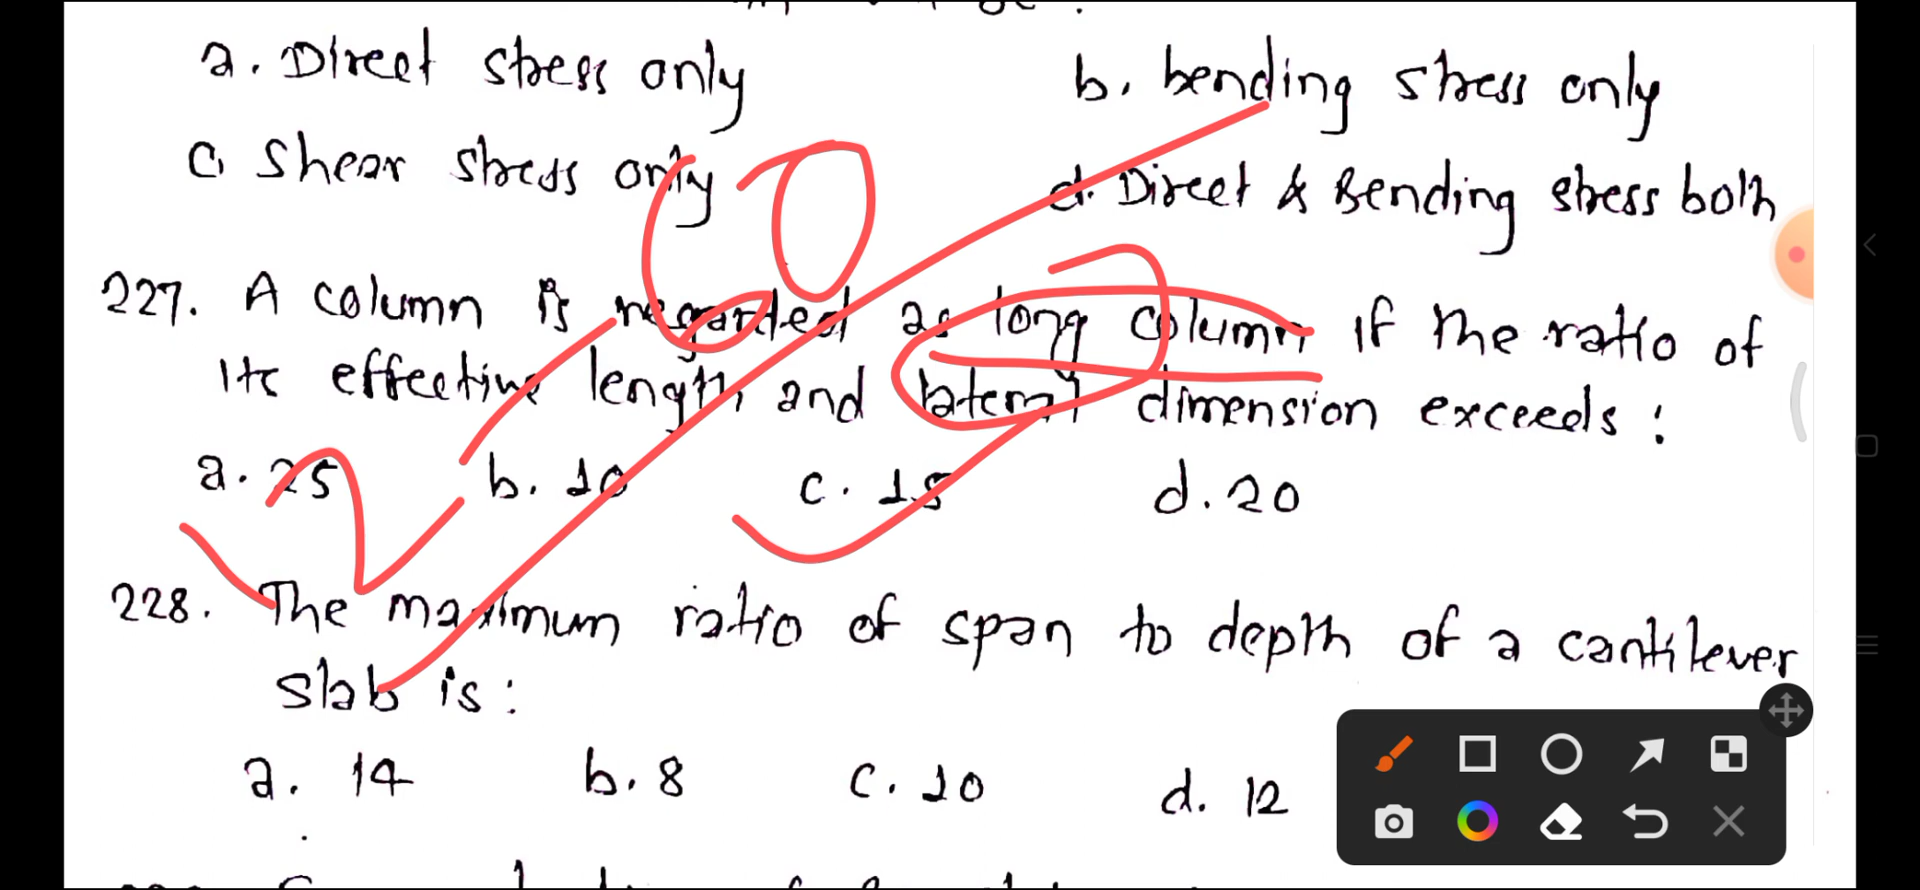 a. Direct stress only b. bending stress only
c. Shear stress only d. Direct & Bending stress both
227. A column is regarded as long column if the ratio of
its effective length and lateral dimension exceeds :
a. 25 b. 10 c. 15 d. 20
228. The maximum ratio of span to depth of a cantilever
slab is :
a. 14 b. 8 c. 10 d. 12